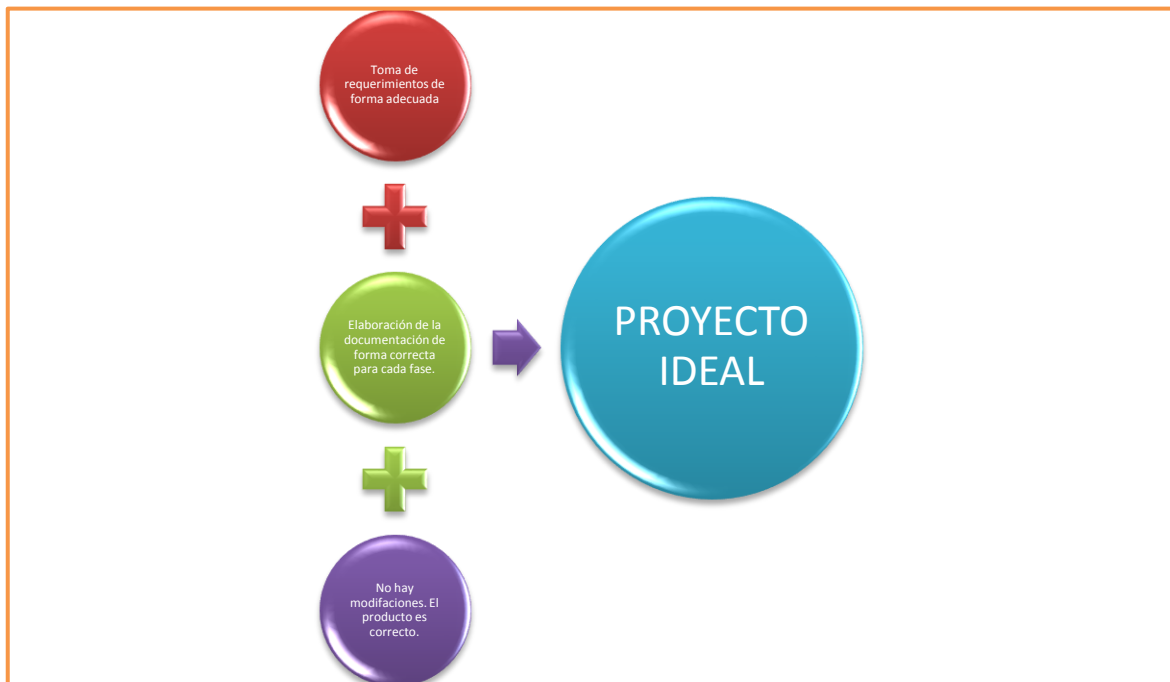 Toma de
requerimientos de
forma adecuada
Elaboración de la
documentación de
forma correcta
para cada fase.
No hay
modifaciones. El
producto es
correcto.
PROYECTO
IDEAL